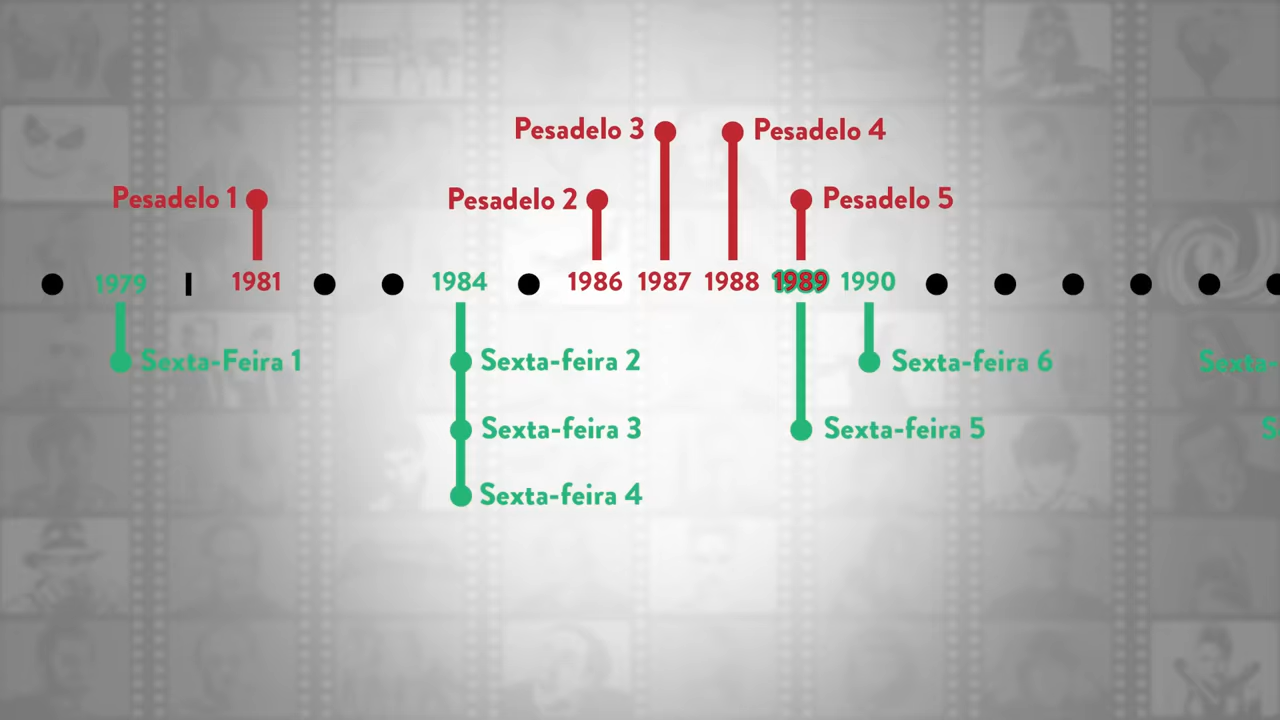 Pesadelo 3
Pesadelo 4
Pesadelo 1
Pesadelo 2
Pesadelo 5
1979
1981
1984
1986
1987
1988
1989
1990
Sexta-Feira 1
Sexta-feira 2
Sexta-feira 6
Sexta-
Sexta-feira 3
Sexta-feira 5
S
Sexta-feira 4